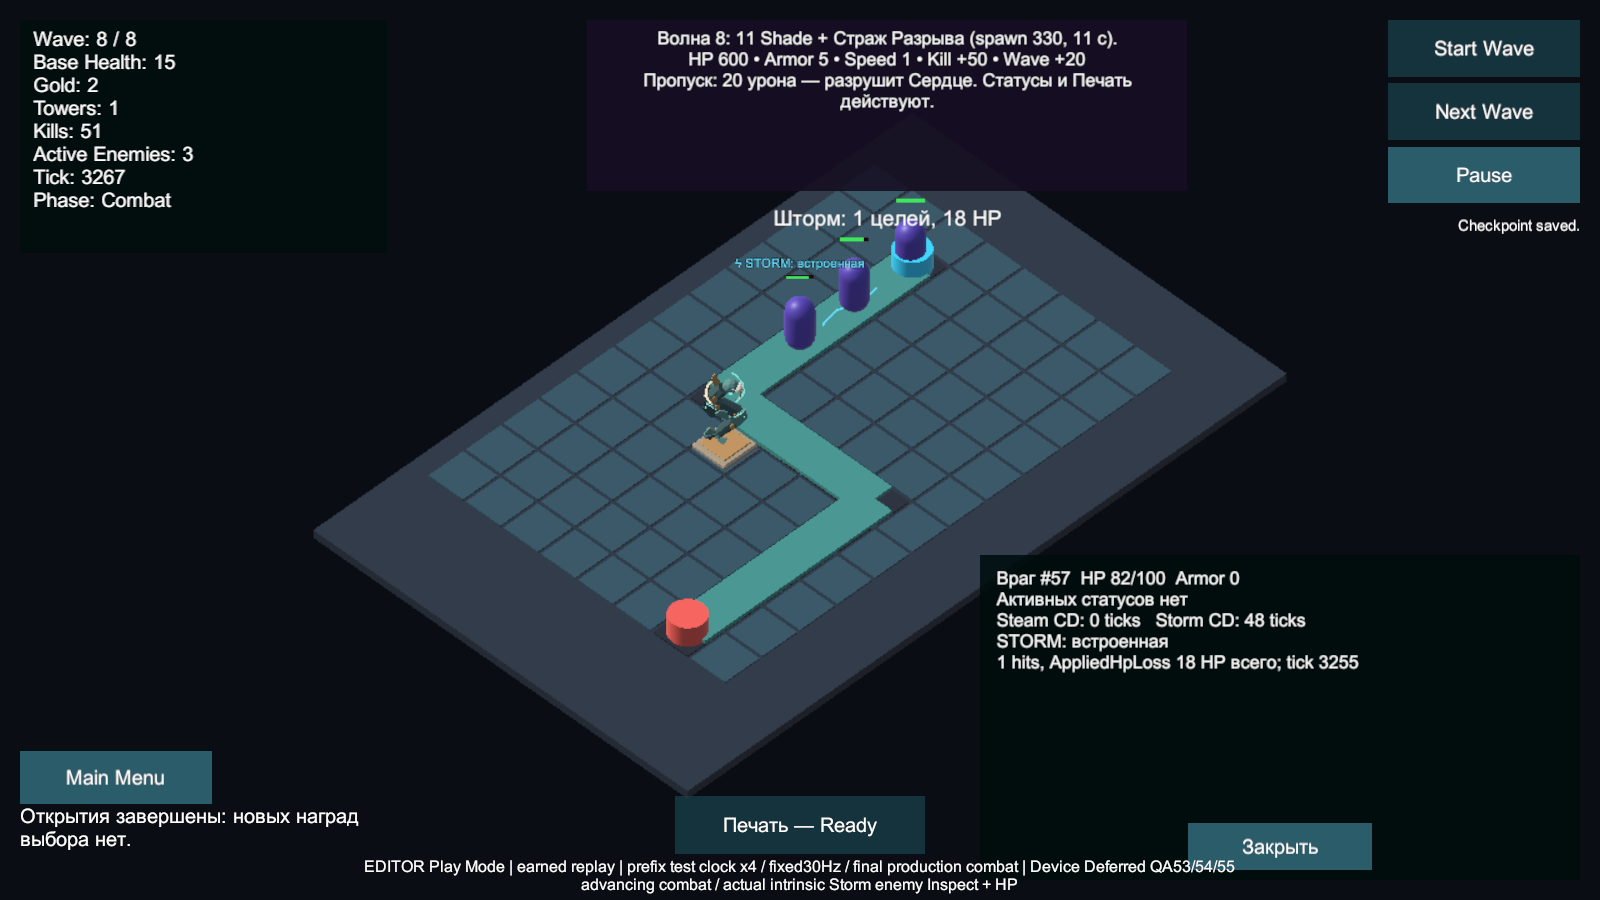 Wave: 8 / 8
Base Health: 15
Gold: 2
Towers: 1
Kills: 51
Active Enemies: 3
Tick: 3267
Phase: Combat
Волна 8: 11 Shade + Страж Разрыва (spawn 330, 11 с).
HP 600 • Armor 5 • Speed 1 • Kill +50 • Wave +20
Пропуск: 20 урона — разрушит Сердце. Статусы и Печать
действуют.
Start Wave
Next Wave
Pause
Checkpoint saved.
Шторм: 1 целей, 18 HP
ϟ STORM: встроенная
Враг #57 HP 82/100 Armor 0
Активных статусов нет
Steam CD: 0 ticks Storm CD: 48 ticks
STORM: встроенная
1 hits, AppliedHpLoss 18 HP всего; tick 3255
Закрыть
Main Menu
Открытия завершены: новых наград
выбора нет.
Печать — Ready
EDITOR Play Mode | earned replay | prefix test clock x4 / fixed30Hz / final production combat | Device Deferred QA53/54/55
advancing combat / actual intrinsic Storm enemy Inspect + HP